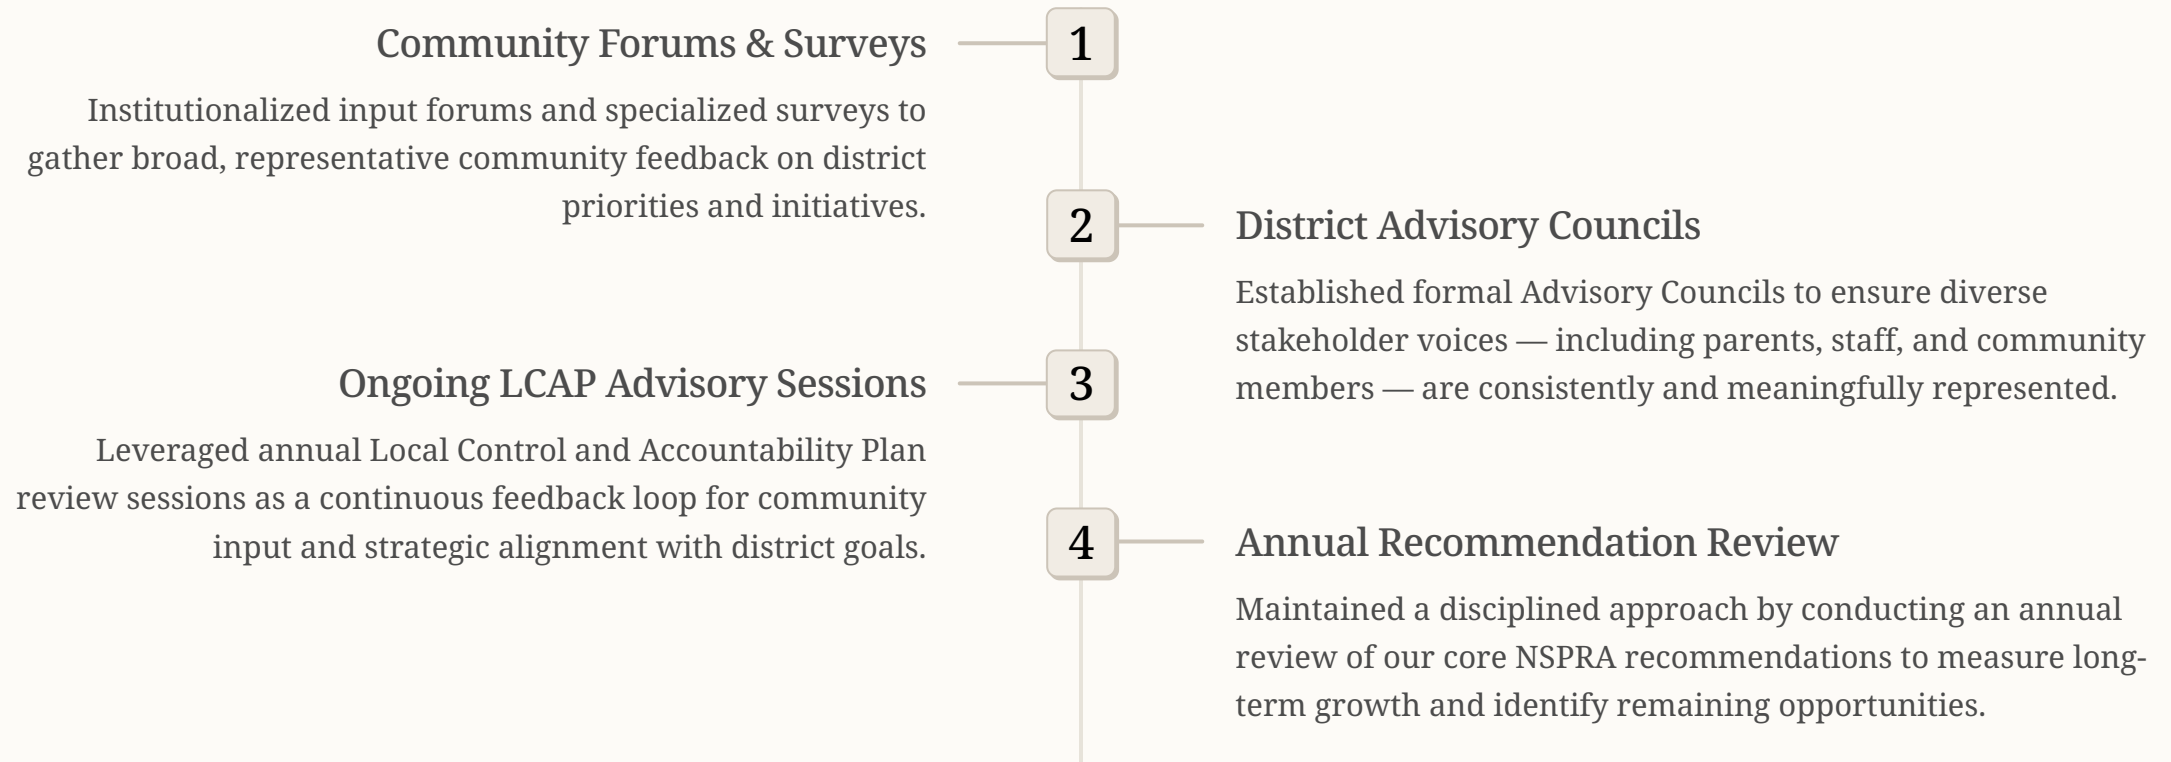 Community Forums & Surveys
1
Institutionalized input forums and specialized surveys to
gather broad, representative community feedback on district
priorities and initiatives.
2
District Advisory Councils
Established formal Advisory Councils to ensure diverse
stakeholder voices — including parents, staff, and community
members — are consistently and meaningfully represented.
Ongoing LCAP Advisory Sessions
3
Leveraged annual Local Control and Accountability Plan
review sessions as a continuous feedback loop for community
input and strategic alignment with district goals.
4
Annual Recommendation Review
Maintained a disciplined approach by conducting an annual
review of our core NSPRA recommendations to measure long-
term growth and identify remaining opportunities.